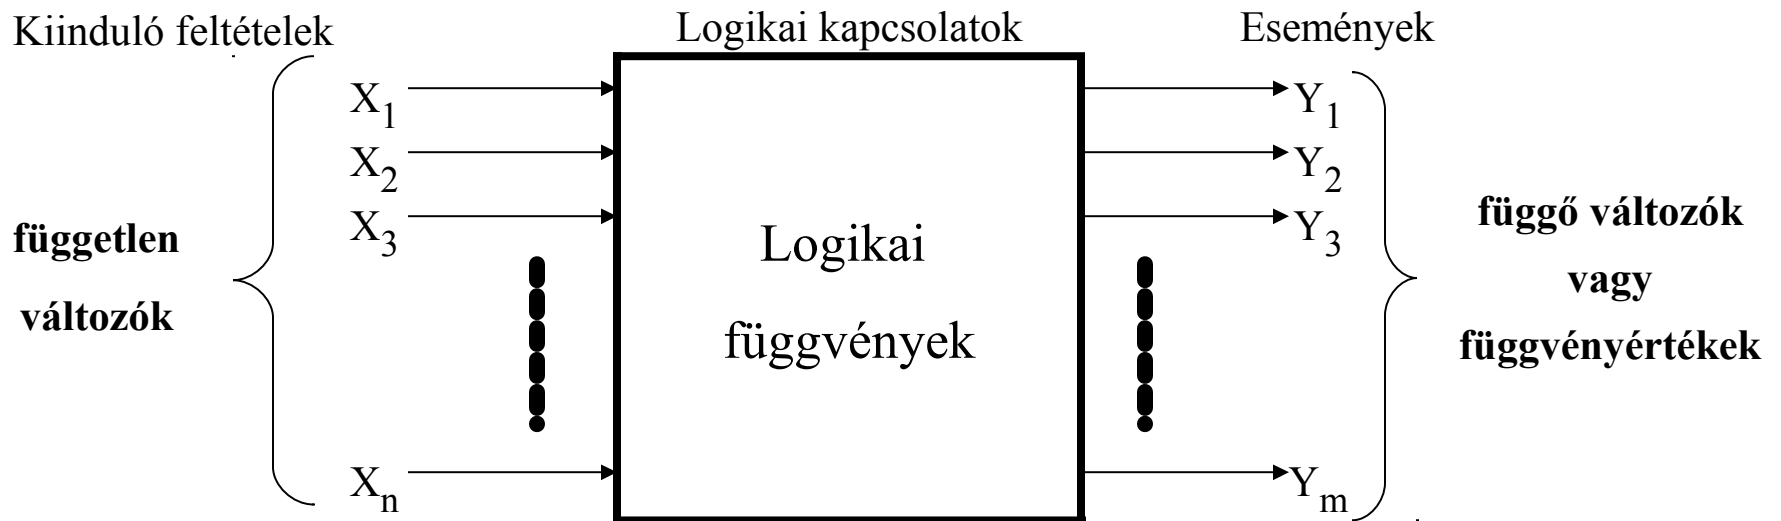 Kiinduló feltételek
Logikai kapcsolatok
Események
X1
Y1
X2
Y2
független
változók
X3
Y3
Logikai
függvények
függő változók
vagy
függvényértékek
Xn
Ym